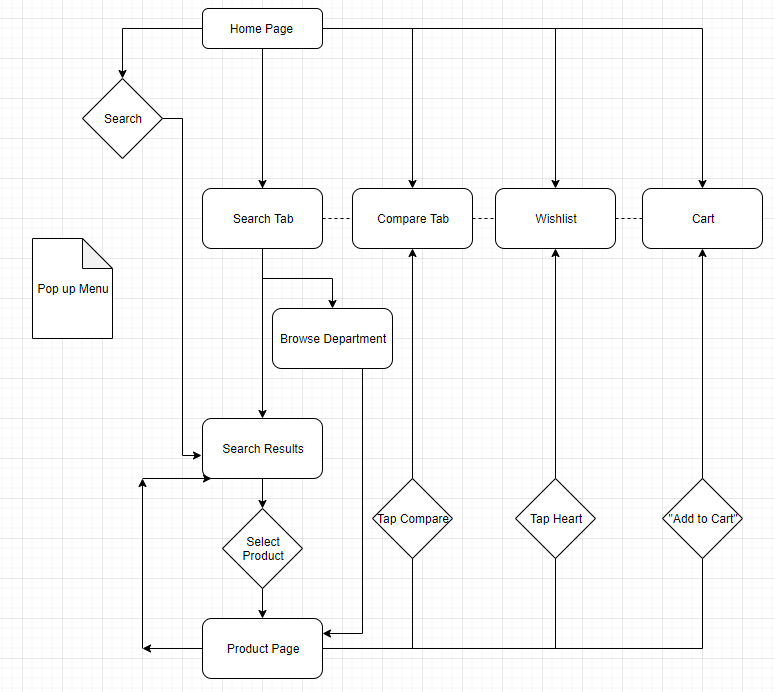 Home Page
Search
Search Tab
Compare Tab
Wishlist
Cart
Pop up Menu
Browse Department
Search Results
Tap Compare
Tap Heart
"Add to Cart"
Select
Product
Product Page